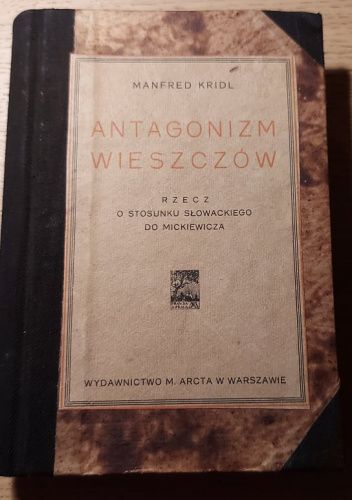 MANFRED KRIDL
ANTAGONIZM
WIESZCZÓW
RZECZ
O STOSUNKU SŁOWACKIEGO
DO MICKIEWICZA
WYDAWNICTWO M. ARCTA W WARSZAWIE